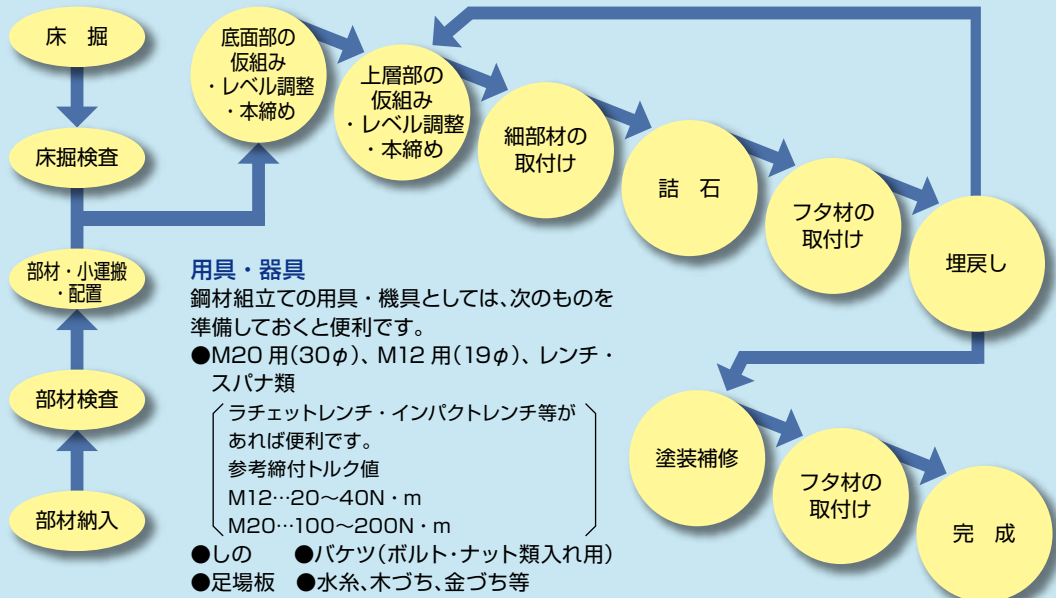 床　掘
床掘検査
部材・小運搬
・配置
部材検査
部材納入
底面部の
仮組み
・レベル調整
・本締め
上層部の
仮組み
・レベル調整
・本締め
細部材の
取付け
詰　石
フタ材の
取付け
埋戻し
塗装補修
フタ材の
取付け
完　成
用具・器具
鋼材組立ての用具・機具としては、次のものを
準備しておくと便利です。
●M20 用(30φ)、M12 用(19φ)、レンチ・
スパナ類
ラチェットレンチ・インパクトレンチ等が
あれば便利です。
参考締付トルク値
M12…20〜40N・m
M20…100〜200N・m
●しの　●バケツ(ボルト・ナット類入れ用)
●足場板　●水糸、木づち、金づち等